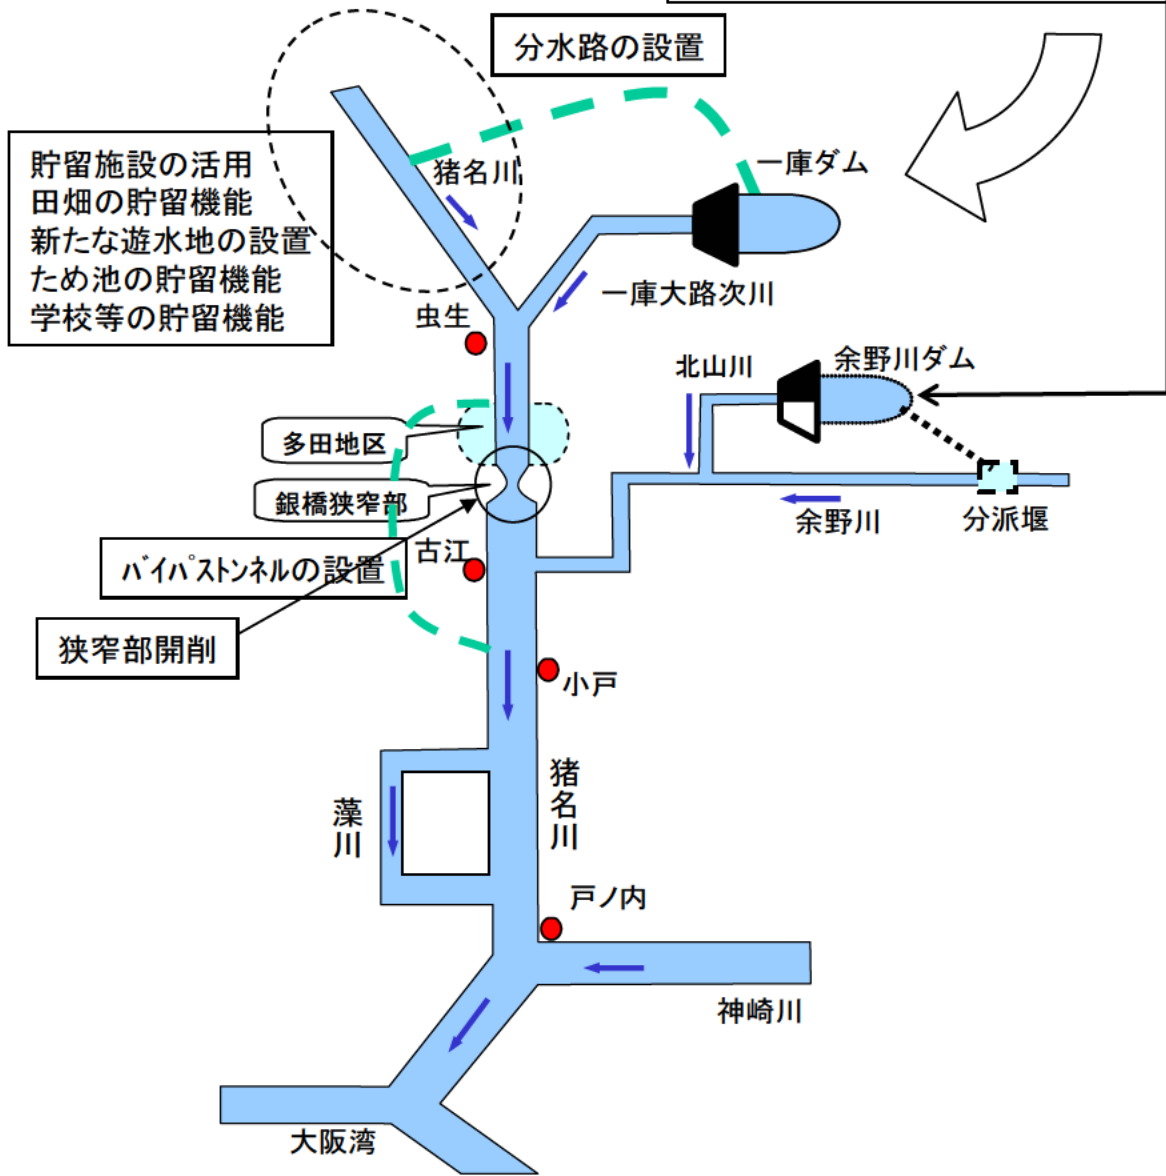 分水路の設置
貯留施設の活用
田畑の貯留機能
新たな遊水地の設置
ため池の貯留機能
学校等の貯留機能
猪名川
一庫ダム
一庫大路次川
虫生
北山川
余野川ダム
多田地区
銀橋狭窄部
余野川
分派堰
古江
バイパストンネルの設置
狭窄部開削
小戸
猪名川
藻川
戸ノ内
神崎川
大阪湾